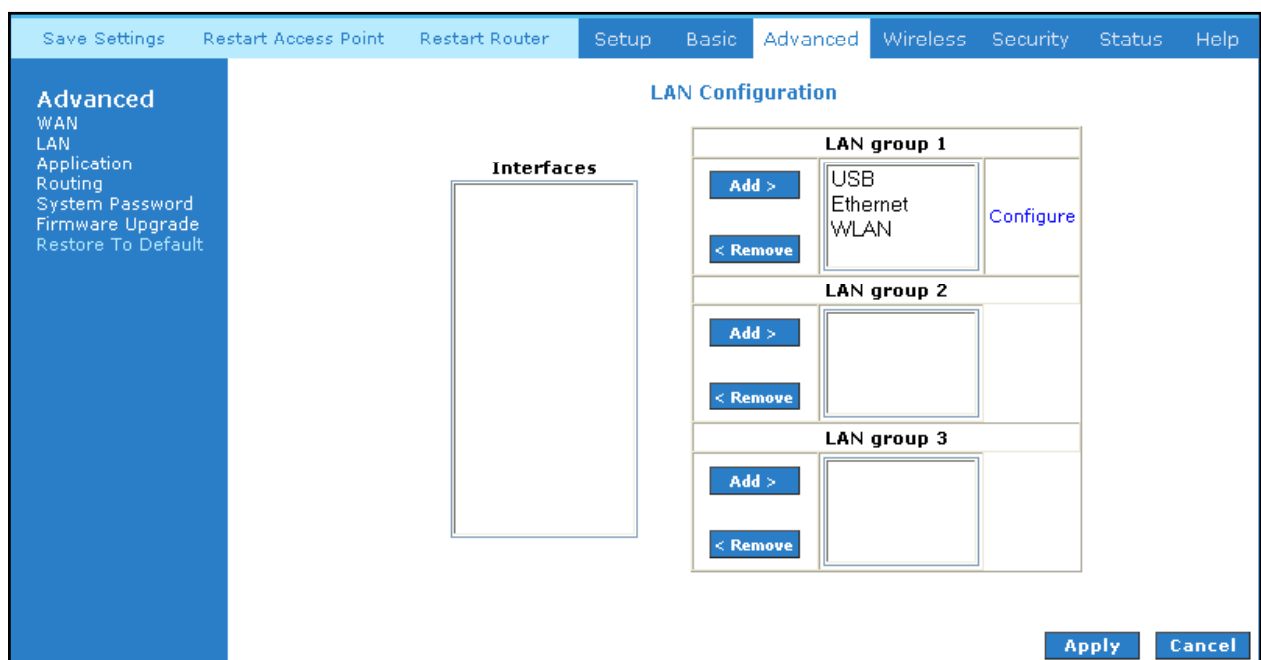 Save Settings Restart Access Point Restart Router Setup Basic Advanced Wireless Security Status Help
Advanced
WAN
LAN
Application
Routing
System Password
Firmware Upgrade
Restore To Default
LAN Configuration
Interfaces
LAN group 1
Add >
< Remove
USB
Ethernet
WLAN
Configure
LAN group 2
Add >
< Remove
LAN group 3
Add >
< Remove
Apply Cancel